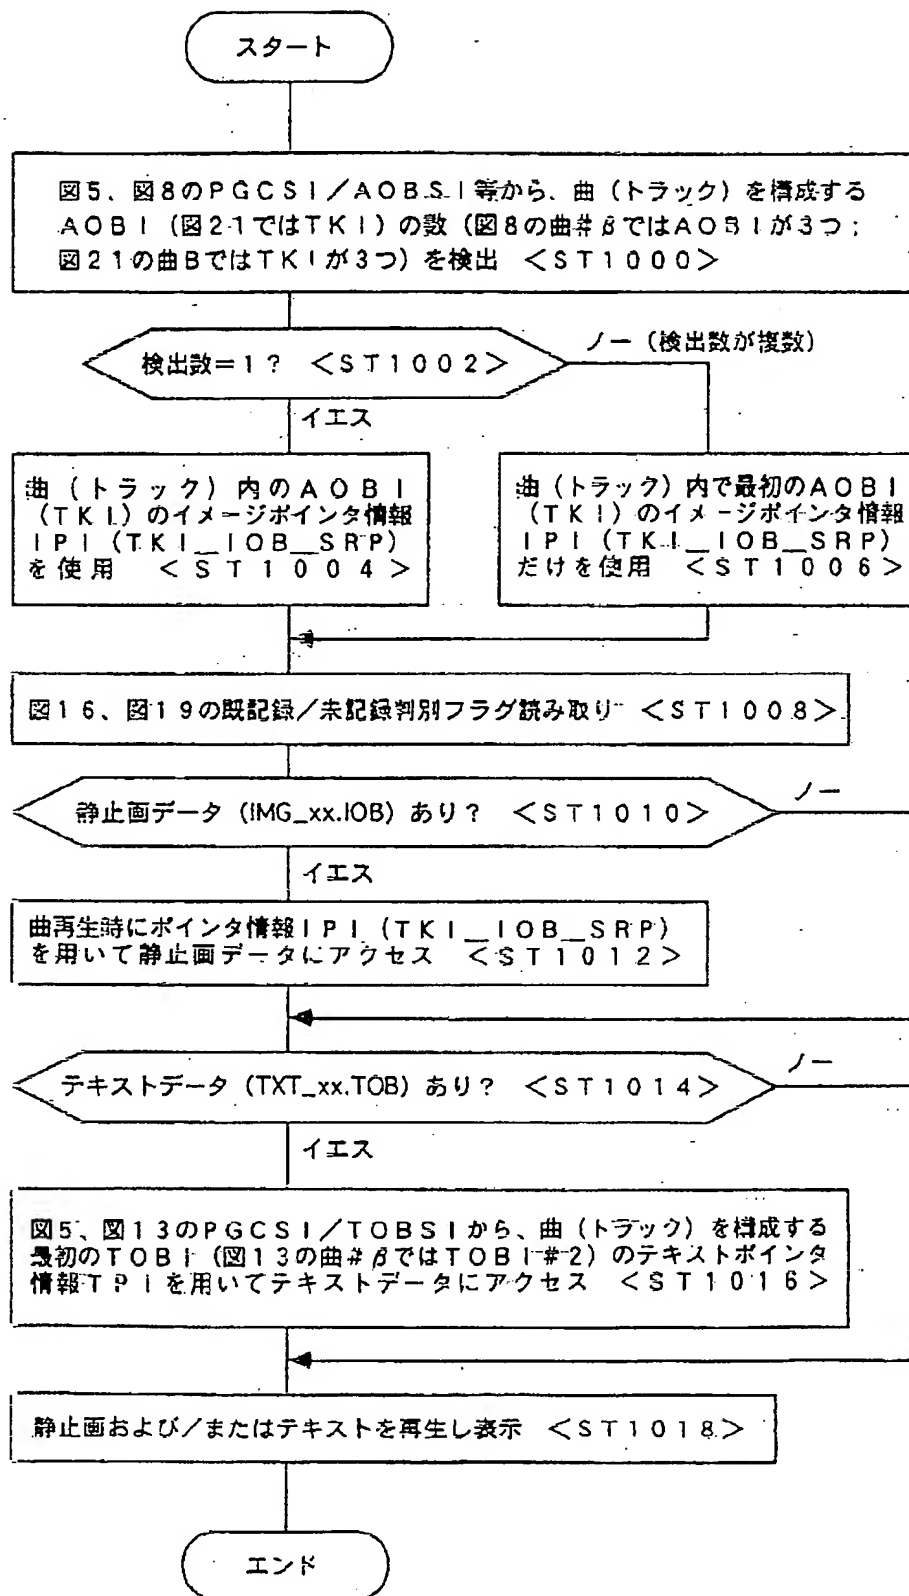 スタート
図5、図8のPGCSI／AOBSI等から、曲（トラック）を構成する
AOBI（図21ではTKI）の数（図8の曲#βではAOBIが3つ；
図21の曲BではTKIが3つ）を検出 ＜ST1000＞
検出数＝1？ ＜ST1002＞
ノー（検出数が複数）
イエス
曲（トラック）内のAOBI
（TKI）のイメージポインタ情報
IPI（TKI_IOB_SRP）
を使用 ＜ST1004＞
曲（トラック）内で最初のAOBI
（TKI）のイメージポインタ情報
IPI（TKI_IOB_SRP）
だけを使用 ＜ST1006＞
図16、図19の既記録／未記録判別フラグ読み取り ＜ST1008＞
静止画データ（IMG_xx.IOB）あり？ ＜ST1010＞
ノー
イエス
曲再生時にポインタ情報IPI（TKI_IOB_SRP）
を用いて静止画データにアクセス ＜ST1012＞
テキストデータ（TXT_xx.TOB）あり？ ＜ST1014＞
ノー
イエス
図5、図13のPGCSI／TOBSIから、曲（トラック）を構成する
最初のTOBI（図13の曲#βではTOBI#2）のテキストポインタ
情報TPIを用いてテキストデータにアクセス ＜ST1016＞
静止画および／またはテキストを再生し表示 ＜ST1018＞
エンド